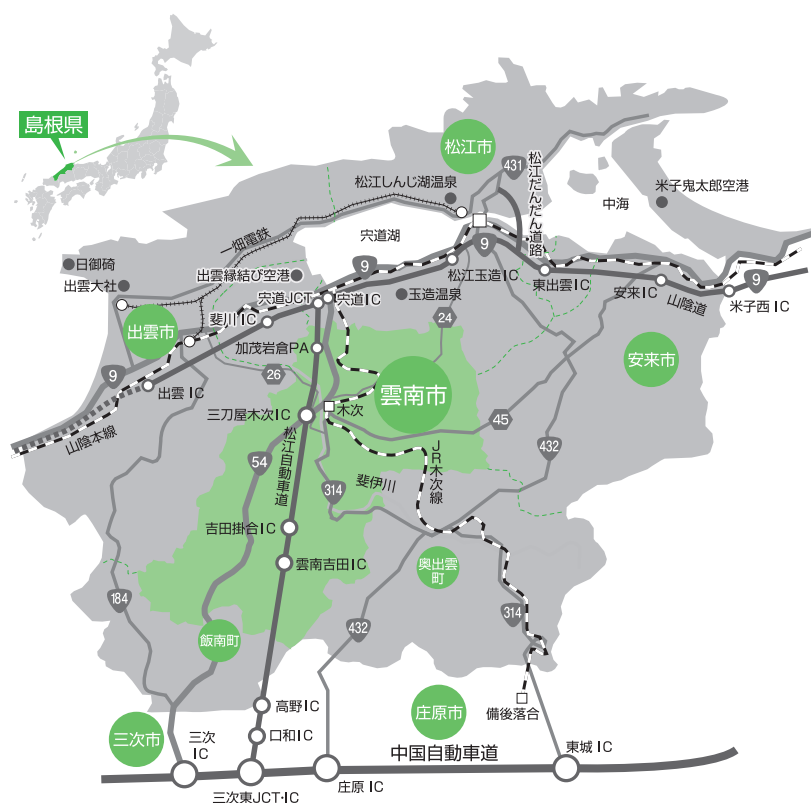 島根県
松江市
431
松江だんだん道路
松江しんじ湖温泉
米子鬼太郎空港
中海
一畑電鉄
宍道湖
日御碕
出雲大社
出雲縁結び空港
9
9
松江玉造IC
東出雲IC
安来IC
山陰道
9
米子西IC
宍道JCT
宍道IC
玉造温泉
斐川IC
出雲市
加茂岩倉PA
24
安来市
9
出雲IC
26
雲南市
山陰本線
三刀屋木次IC
木次
45
432
松江自動車道
54
JR木次線
314
斐伊川
吉田掛合IC
雲南吉田IC
奥出雲
町
184
飯南町
432
314
高野IC
庄原市
備後落合
三次市
三次
IC
口和IC
中国自動車道
東城IC
三次東JCT・IC
庄原IC